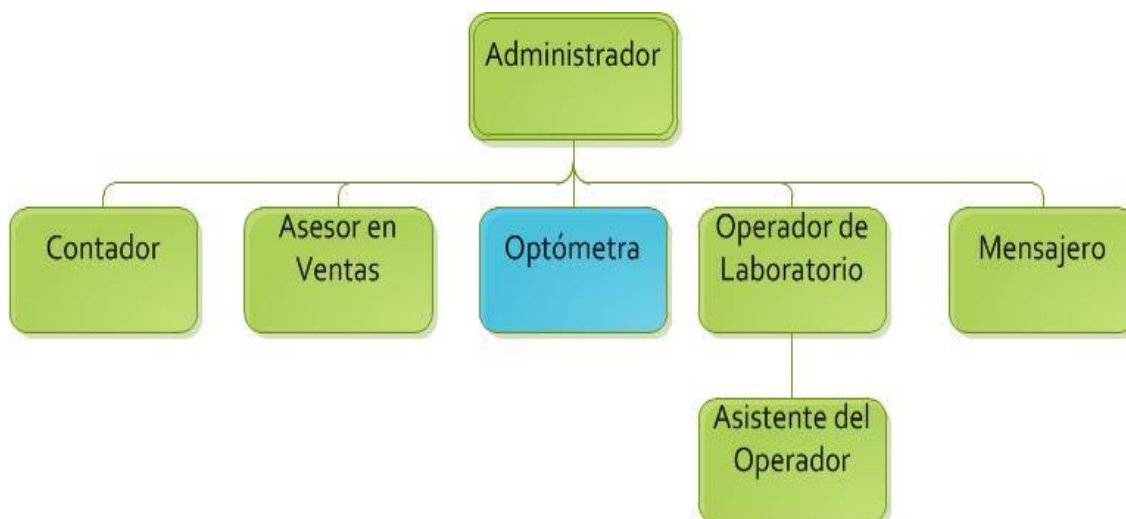 Administrador
Contador
Asesor en
Ventas
Optómetra
Operador de
Laboratorio
Mensajero
Asistente del
Operador